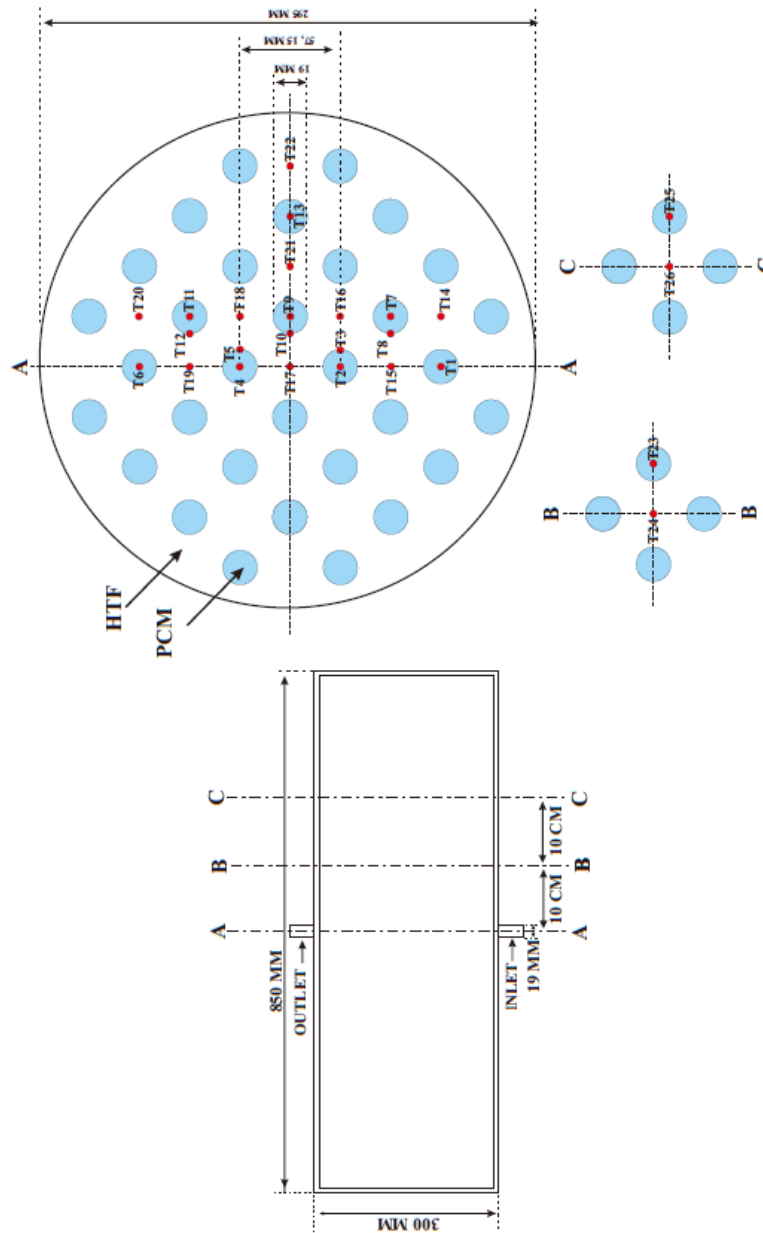 295 MM
57,15 MM
19 MM
A
A
T22
T13
T21
T20
T11
T18
T9
T16
T7
T14
T12
T5
T10
T3
T8
T6
T19
T4
T17
T2
T15
T1
HTF
PCM
C
C
T25
T26
B
B
T23
T24
850 MM
OUTLET
INLET
19 MM
10 CM
10 CM
A
B
C
A
B
C
300 MM